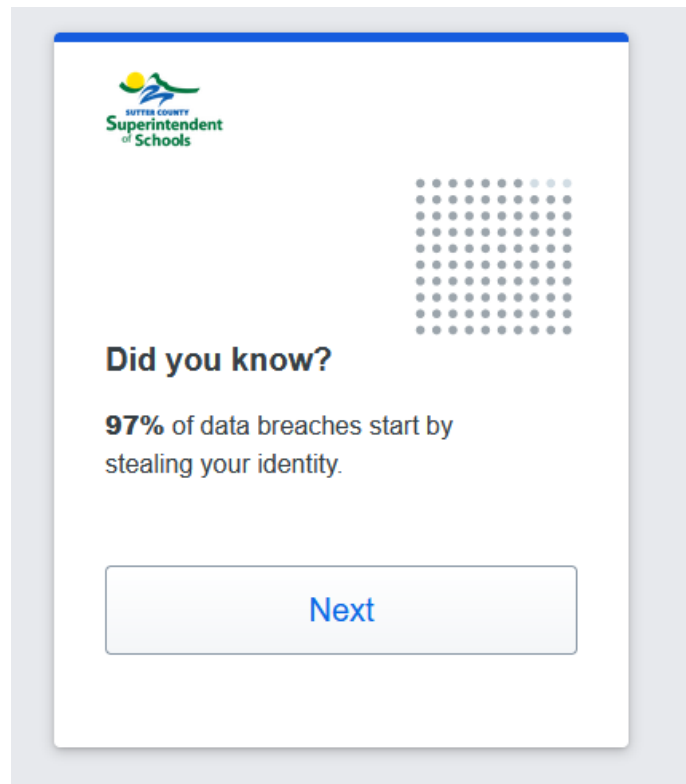 SUTTER COUNTY
Superintendent
of Schools
Did you know?
97% of data breaches start by
stealing your identity.
Next